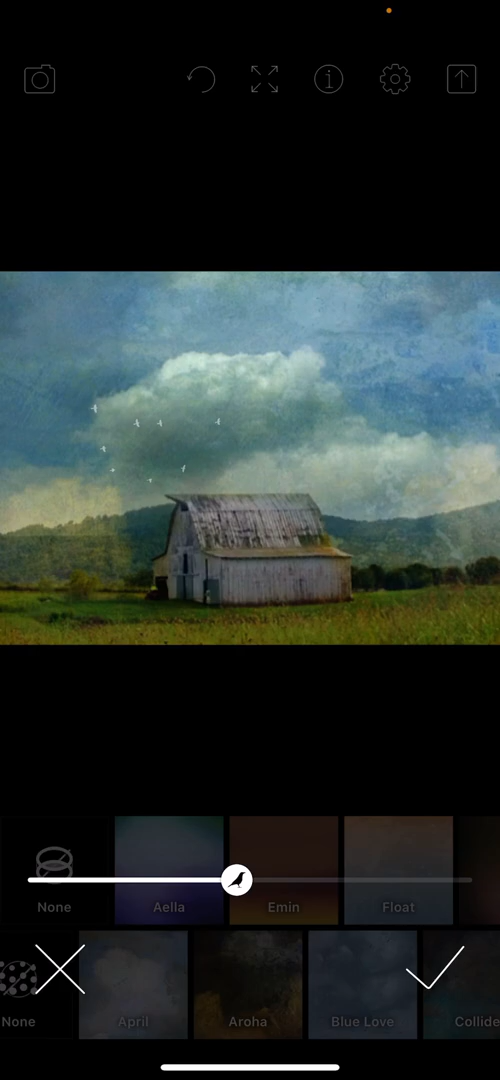 None
Aella
Emin
Float
None
April
Aroha
Blue Love
Collide